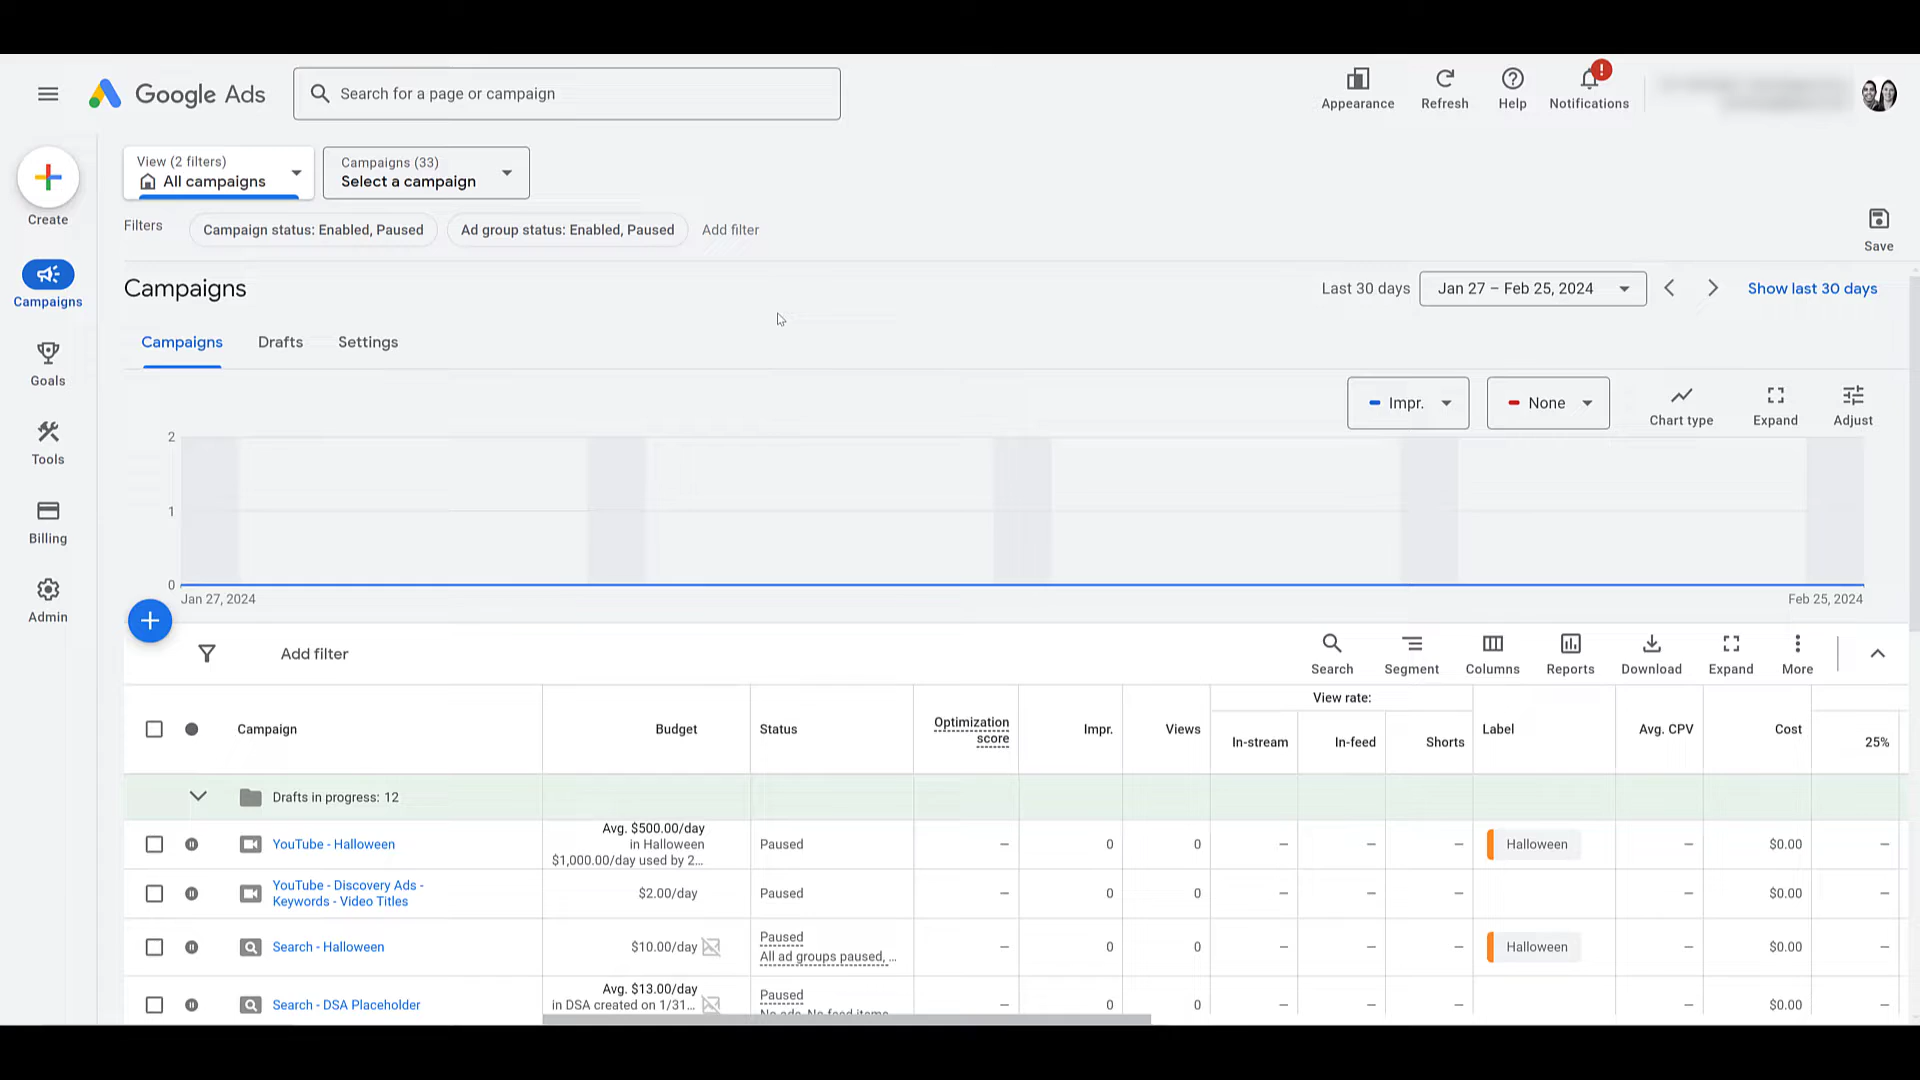 Google Ads
Search for a page or campaign
Appearance
Refresh
Help
!
Notifications
Create
Campaigns
Goals
Tools
Billing
Admin
View (2 filters)
All campaigns
Campaigns (33)
Select a campaign
Filters
Campaign status: Enabled, Paused
Ad group status: Enabled, Paused
Add filter
Save
Campaigns
Last 30 days
Jan 27 – Feb 25, 2024
Show last 30 days
Campaigns
Drafts
Settings
Impr.
None
Chart type
Expand
Adjust
2
1
0
Jan 27, 2024
Feb 25, 2024
Add filter
Search
Segment
Columns
Reports
Download
Expand
More
Campaign
Budget
Status
Optimization
score
Impr.
Views
View rate:
In-stream
In-feed
Shorts
Label
Avg. CPV
Cost
25%
Drafts in progress: 12
YouTube - Halloween
Avg. $500.00/day
in Halloween
$1,000.00/day used by 2...
Paused
–
0
0
–
–
–
Halloween
–
$0.00
–
YouTube - Discovery Ads -
Keywords - Video Titles
$2.00/day
Paused
–
0
0
–
–
–
–
$0.00
–
Search - Halloween
$10.00/day
Paused
All ad groups paused, ...
–
0
0
–
–
–
Halloween
–
$0.00
–
Search - DSA Placeholder
Avg. $13.00/day
in DSA created on 1/31...
Paused
No ads, No feed items
–
0
0
–
–
–
–
$0.00
–